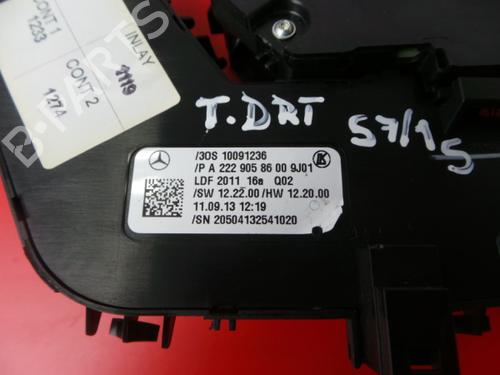 CONT 1
1233
INLAY
1119
CONT 2
1274
B-PARTS
T.DRT
57/15
/3OS 10091236
/P A 222 905 86 00 9J01
LDF 2011 16a Q02
/SW 12.22.00/HW 12.20.00
11.09.13 12:19
/SN 20504132541020